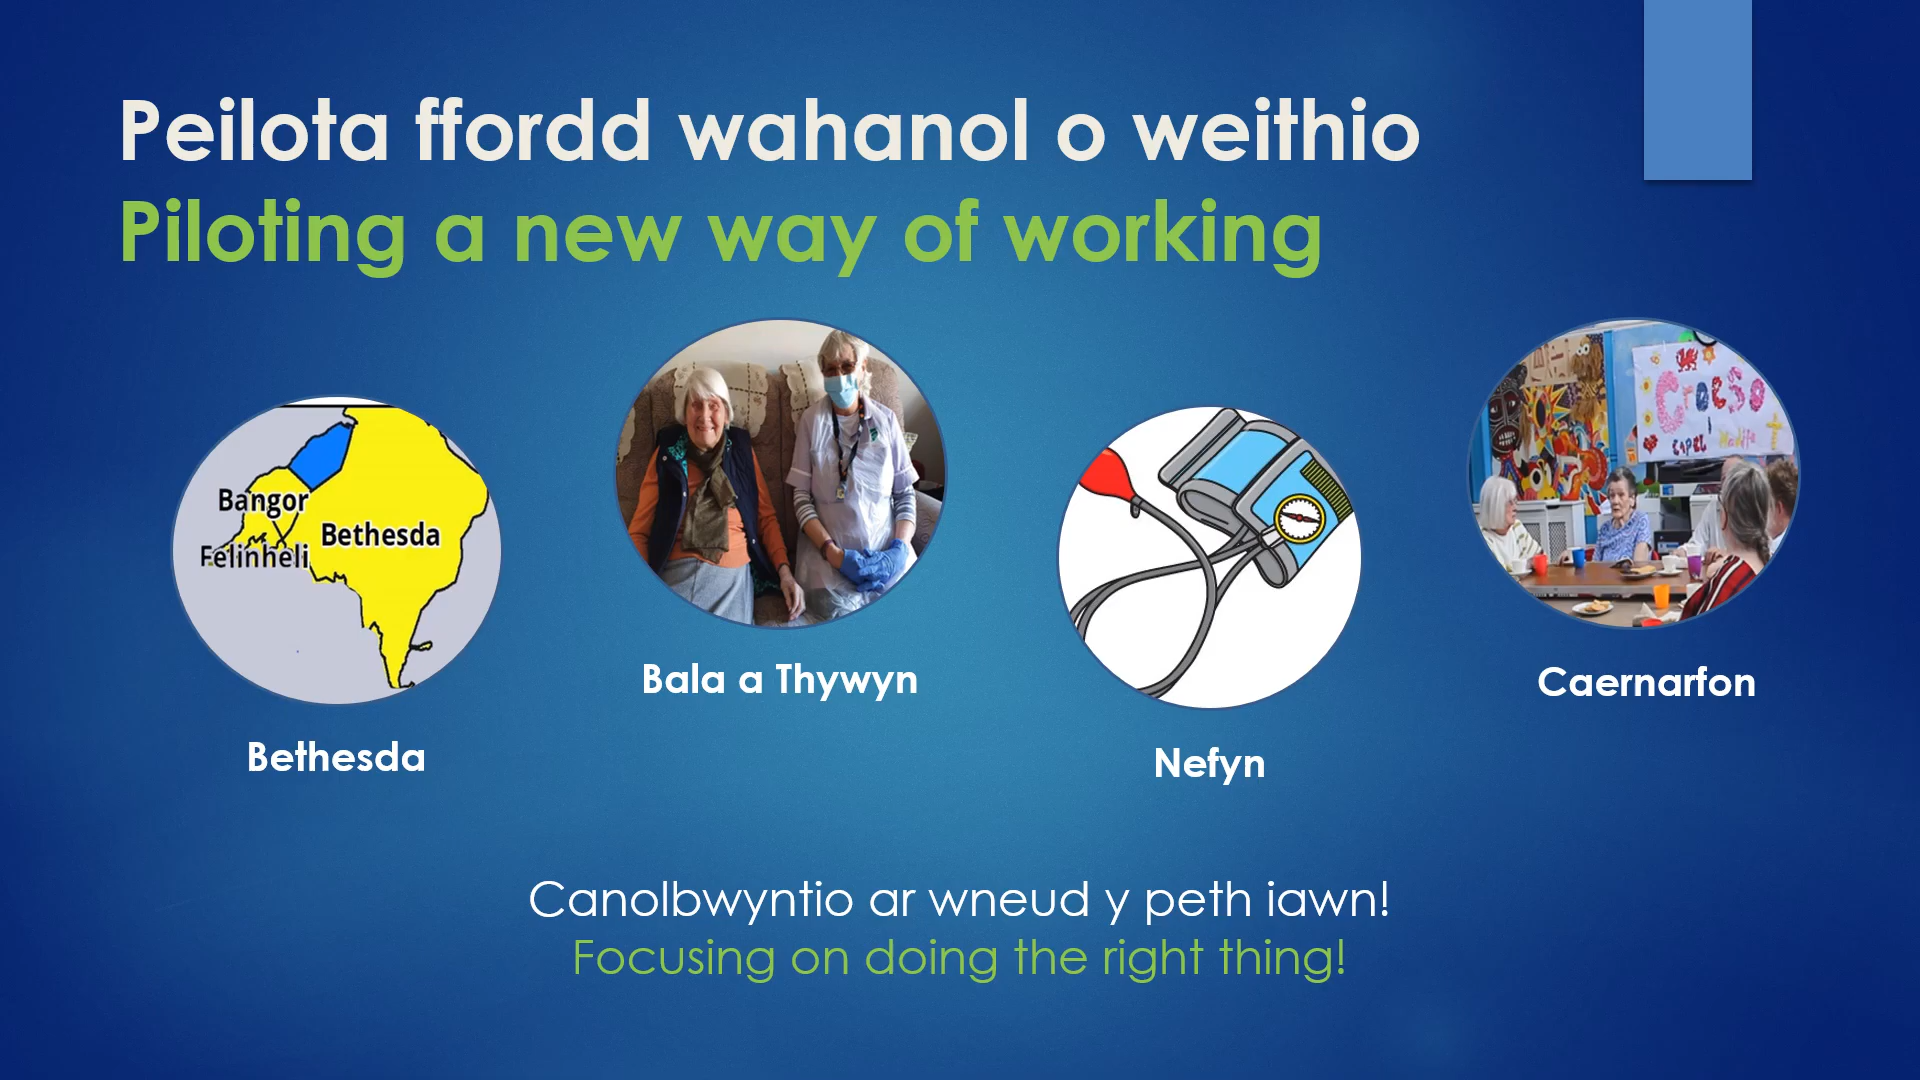 Peilota ffordd wahanol o weithio
Piloting a new way of working
Bangor
Bethesda
Felinheli
Bethesda
Bala a Thywyn
Nefyn
Croeso
i
Caernarfon
Canolbwyntio ar wneud y peth iawn!
Focusing on doing the right thing!